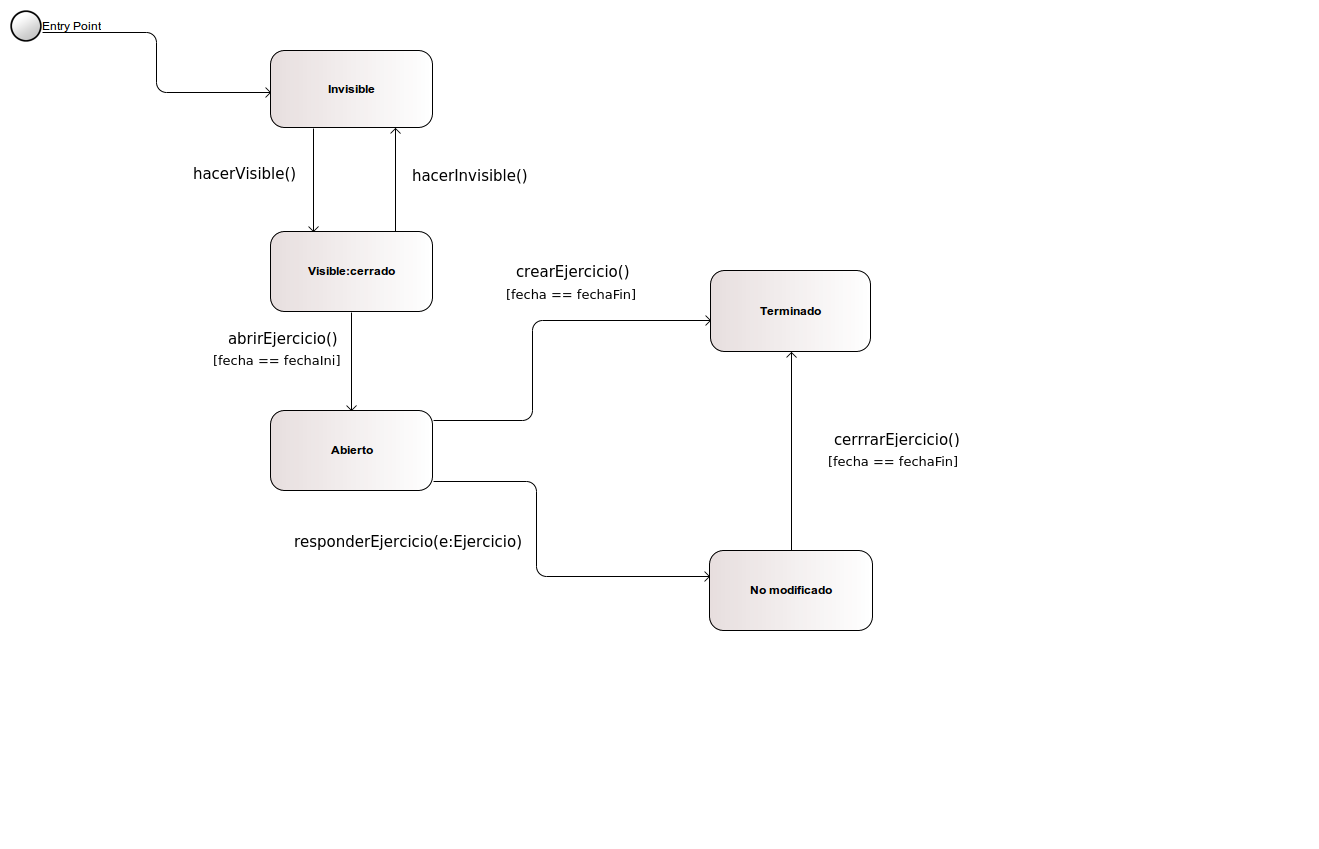 Entry Point
Invisible
hacerVisible()
hacerInvisible()
Visible:cerrado
crearEjercicio()
[fecha == fechaFin]
Terminado
abrirEjercicio()
[fecha == fechaIni]
Abierto
cerrrarEjercicio()
[fecha == fechaFin]
responderEjercicio(e:Ejercicio)
No modificado